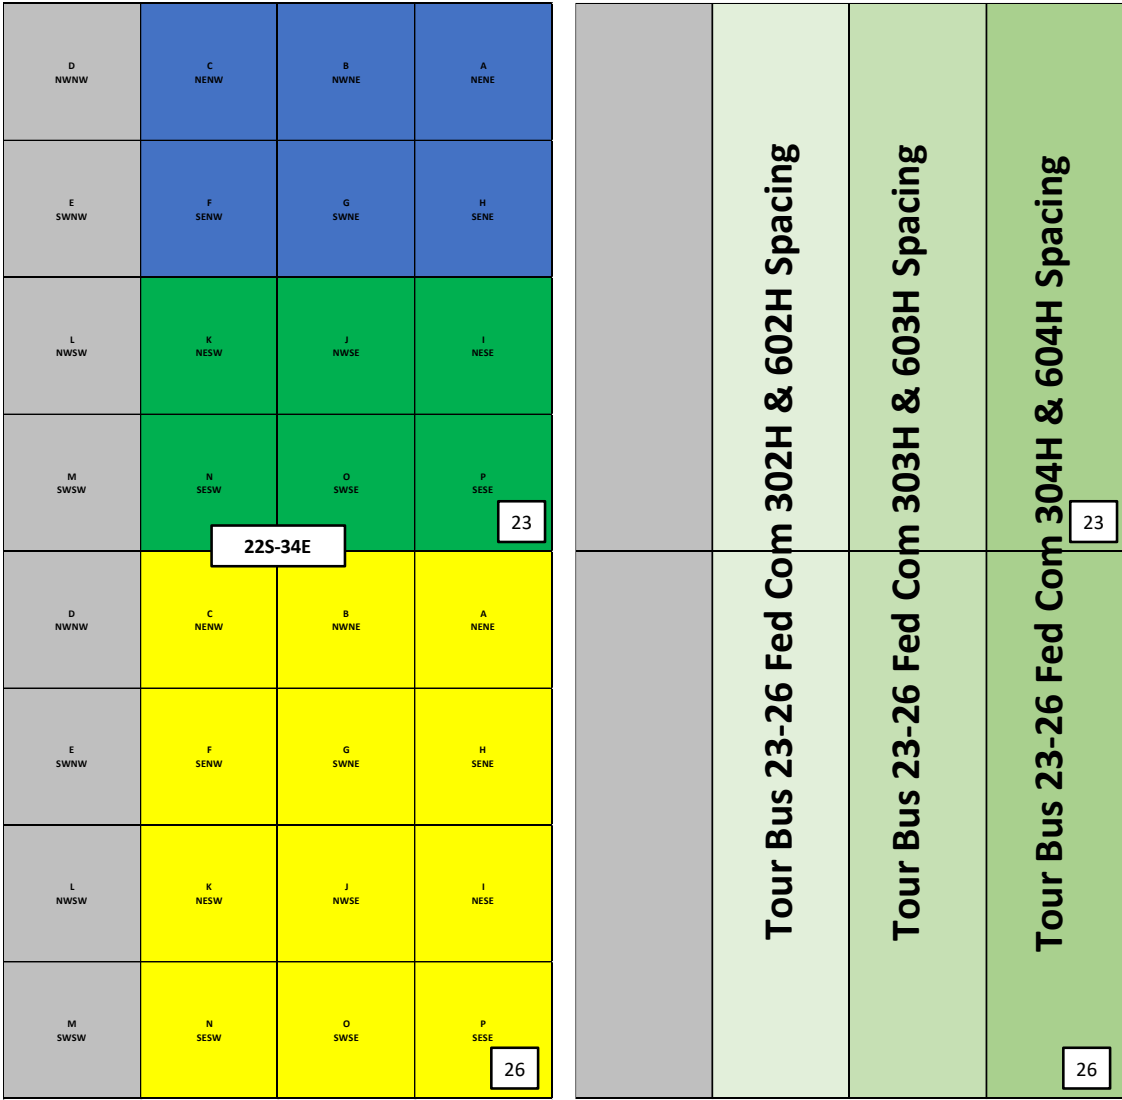 D
NWNW
C
NENW
B
NWNE
A
NENE
E
SWNW
F
SENW
G
SWNE
H
SENE
L
NWSW
K
NESW
J
NWSE
I
NESE
M
SWSW
N
SESW
O
SWSE
P
SESE
23
22S-34E
D
NWNW
C
NENW
B
NWNE
A
NENE
E
SWNW
F
SENW
G
SWNE
H
SENE
L
NWSW
K
NESW
J
NWSE
I
NESE
M
SWSW
N
SESW
O
SWSE
P
SESE
26
Tour Bus 23-26 Fed Com 302H & 602H Spacing
Tour Bus 23-26 Fed Com 303H & 603H Spacing
Tour Bus 23-26 Fed Com 304H & 604H Spacing
23
26